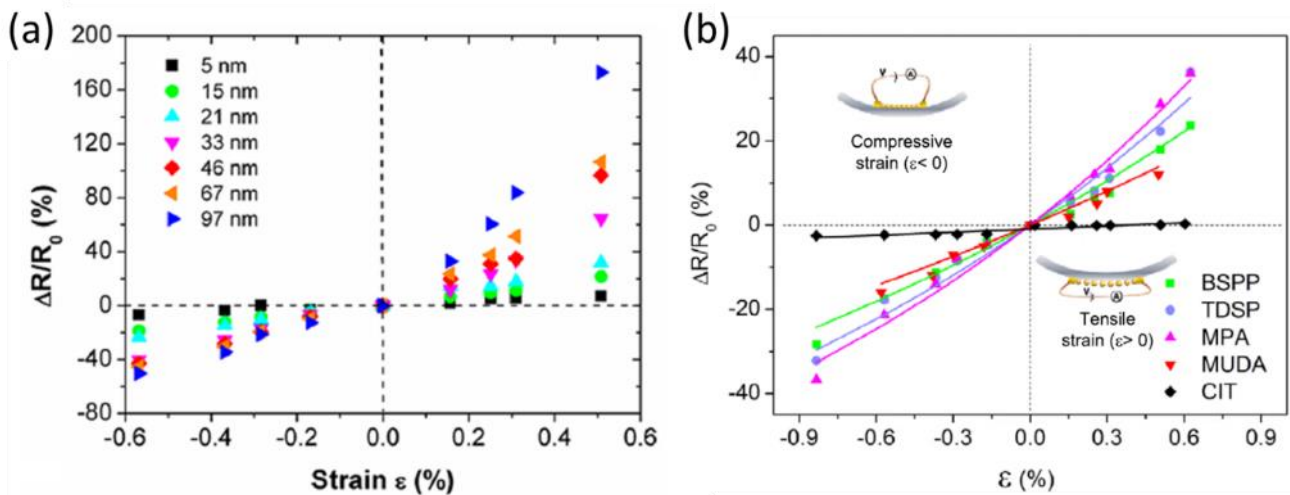 (a)
ΔR/R₀ (%)
200
160
120
80
40
0
-40
-80
5 nm
15 nm
21 nm
33 nm
46 nm
67 nm
97 nm
-0.6
-0.4
-0.2
0.0
0.2
0.4
0.6
Strain ε (%)
(b)
ΔR/R₀ (%)
40
20
0
-20
-40
V
A
Compressive
strain (ε< 0)
V
A
Tensile
strain (ε> 0)
BSPP
TDSP
MPA
MUDA
CIT
-0.9
-0.6
-0.3
0.0
0.3
0.6
0.9
ε (%)